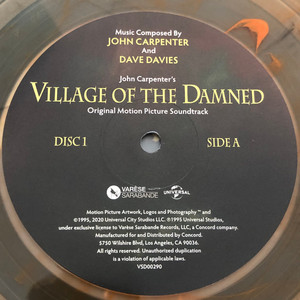 Music Composed By
JOHN CARPENTER
And
DAVE DAVIES
John Carpenter's
VILLAGE OF THE DAMNED
Original Motion Picture Soundtrack
DISC 1 SIDE A
VARÈSE
SARABANDE
UNIVERSAL
Motion Picture Artwork, Logos and Photography ™ and
©1995, 2020 Universal City Studios LLC. ©1995 Universal Studios,
under exclusive license to Varèse Sarabande Records, LLC, a Concord company.
Manufactured for and Distributed by Concord.
5750 Wilshire Blvd, Los Angeles, CA 90036.
All rights reserved. Unauthorized duplication
is a violation of applicable laws.
VSD00290